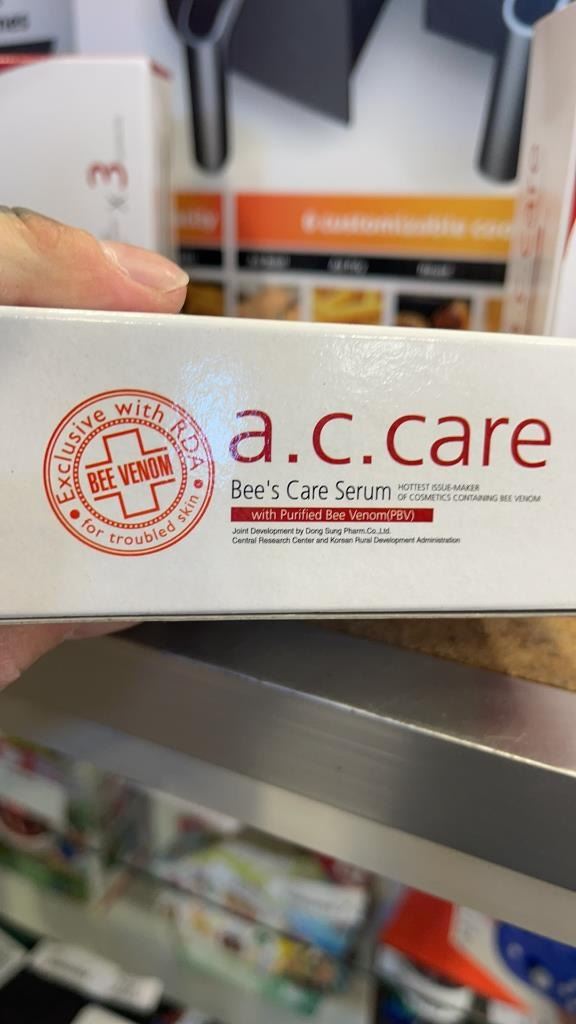 x3
Exclusive with RDA
BEE VENOM
for troubled skin
a.c.care
Bee's Care Serum
HOTTEST ISSUE-MAKER
OF COSMETICS CONTAINING BEE VENOM
with Purified Bee Venom(PBV)
Joint Development by Dong Sung Pharm.Co.,Ltd.
Central Research Center and Korean Rural Development Administration